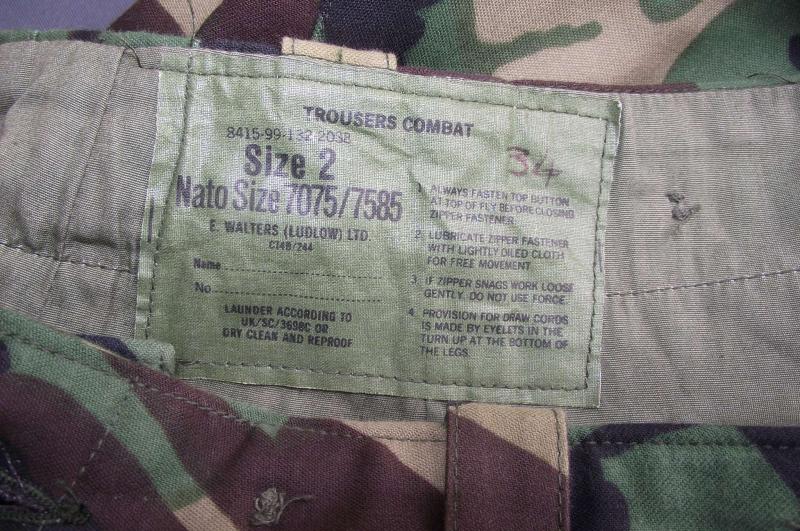 TROUSERS COMBAT
8415-99-132-2038
Size 2
Nato Size 7075/7585
E. WALTERS (LUDLOW) LTD.
C14B/244
Name
No
LAUNDER ACCORDING TO
UK/SC/3698C OR
DRY CLEAN AND REPROOF
34
1 ALWAYS FASTEN TOP BUTTON
AT TOP OF FLY BEFORE CLOSING
ZIPPER FASTENER
2. LUBRICATE ZIPPER FASTENER
WITH LIGHTLY OILED CLOTH
FOR FREE MOVEMENT
3 IF ZIPPER SNAGS WORK LOOSE
GENTLY. DO NOT USE FORCE.
4 PROVISION FOR DRAW CORDS
IS MADE BY EYELETS IN THE
TURN UP AT THE BOTTOM OF
THE LEGS.